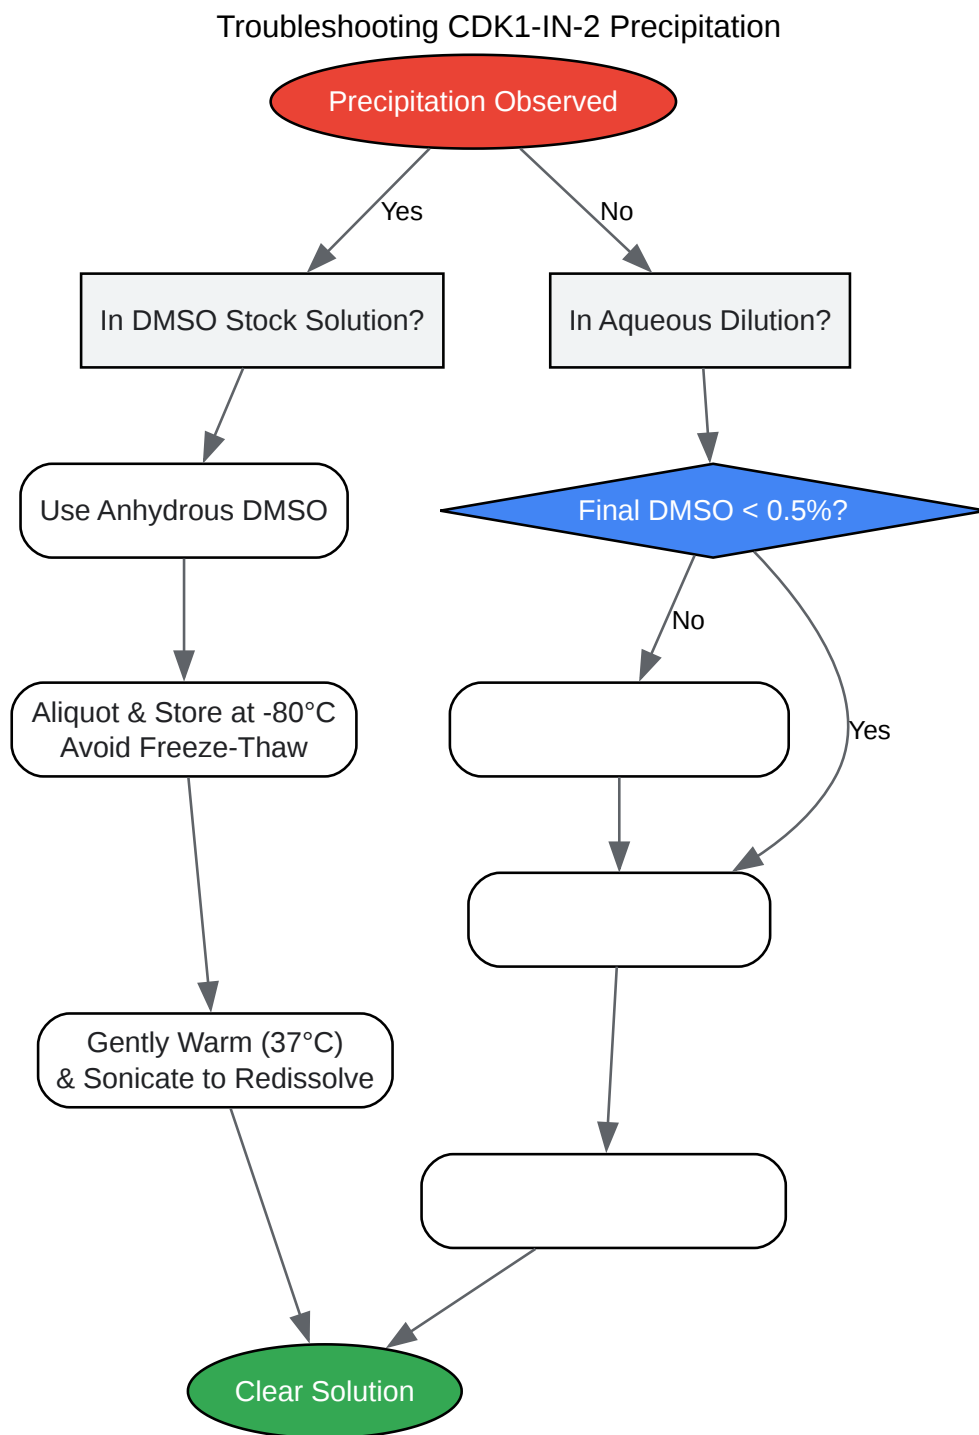 Troubleshooting CDK1-IN-2 Precipitation
Precipitation Observed
Yes
No
In DMSO Stock Solution?
In Aqueous Dilution?
Use Anhydrous DMSO
Final DMSO < 0.5%?
No
Aliquot & Store at -80°C
Avoid Freeze-Thaw
Yes
Gently Warm (37°C)
& Sonicate to Redissolve
Clear Solution